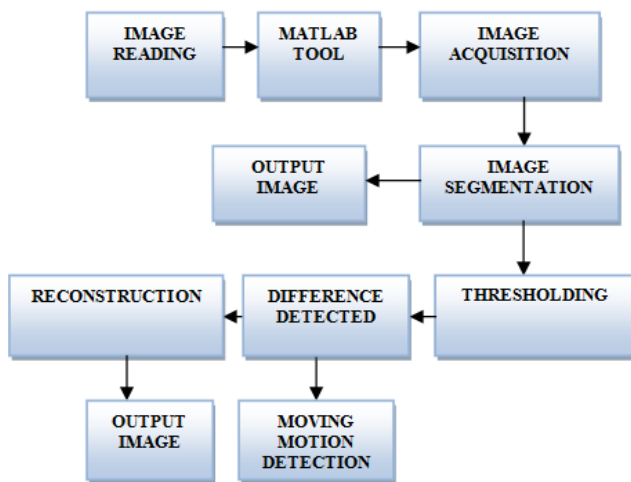 IMAGE
READING
MATLAB
TOOL
IMAGE
ACQUISITION
OUTPUT
IMAGE
IMAGE
SEGMENTATION
RECONSTRUCTION
DIFFERENCE
DETECTED
THRESHOLDING
OUTPUT
IMAGE
MOVING
MOTION
DETECTION